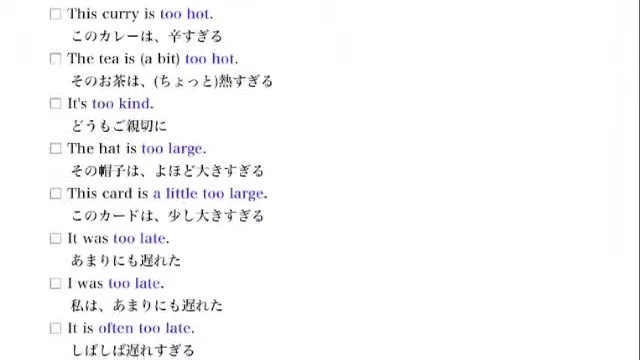 This curry is too hot.
このカレーは、辛すぎる
The tea is (a bit) too hot.
そのお茶は、(ちょっと)熱すぎる
It's too kind.
どうもご親切に
The hat is too large.
その帽子は、よほど大きすぎる
This card is a little too large.
このカードは、少し大きすぎる
It was too late.
あまりにも遅れた
I was too late.
私は、あまりにも遅れた
It is often too late.
しばしば遅れすぎる